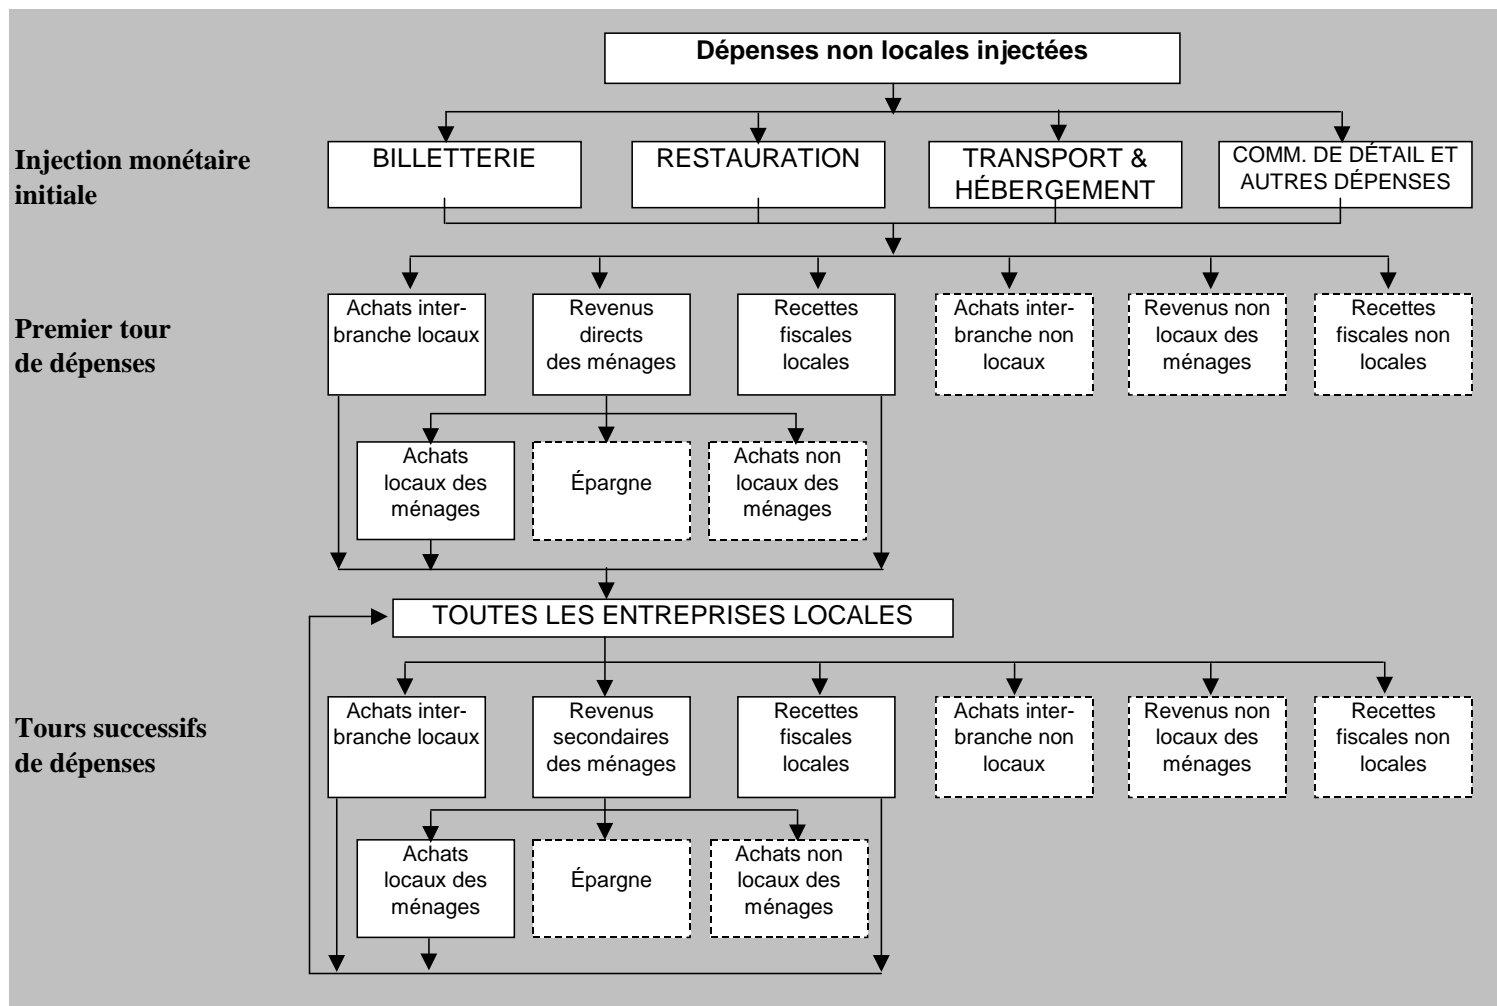 Dépenses non locales injectées
Injection monétaire
initiale
BILLETTERIE
RESTAURATION
TRANSPORT &
HÉBERGEMENT
COMM. DE DÉTAIL ET
AUTRES DÉPENSES
Premier tour
de dépenses
Achats inter-
branche locaux
Revenus
directs
des ménages
Recettes
fiscales
locales
Achats inter-
branche non
locaux
Revenus non
locaux des
ménages
Recettes
fiscales non
locales
Achats
locaux des
ménages
Épargne
Achats non
locaux des
ménages
TOUTES LES ENTREPRISES LOCALES
Tours successifs
de dépenses
Achats inter-
branche locaux
Revenus
secondaires
des ménages
Recettes
fiscales
locales
Achats inter-
branche non
locaux
Revenus non
locaux des
ménages
Recettes
fiscales non
locales
Achats
locaux des
ménages
Épargne
Achats non
locaux des
ménages